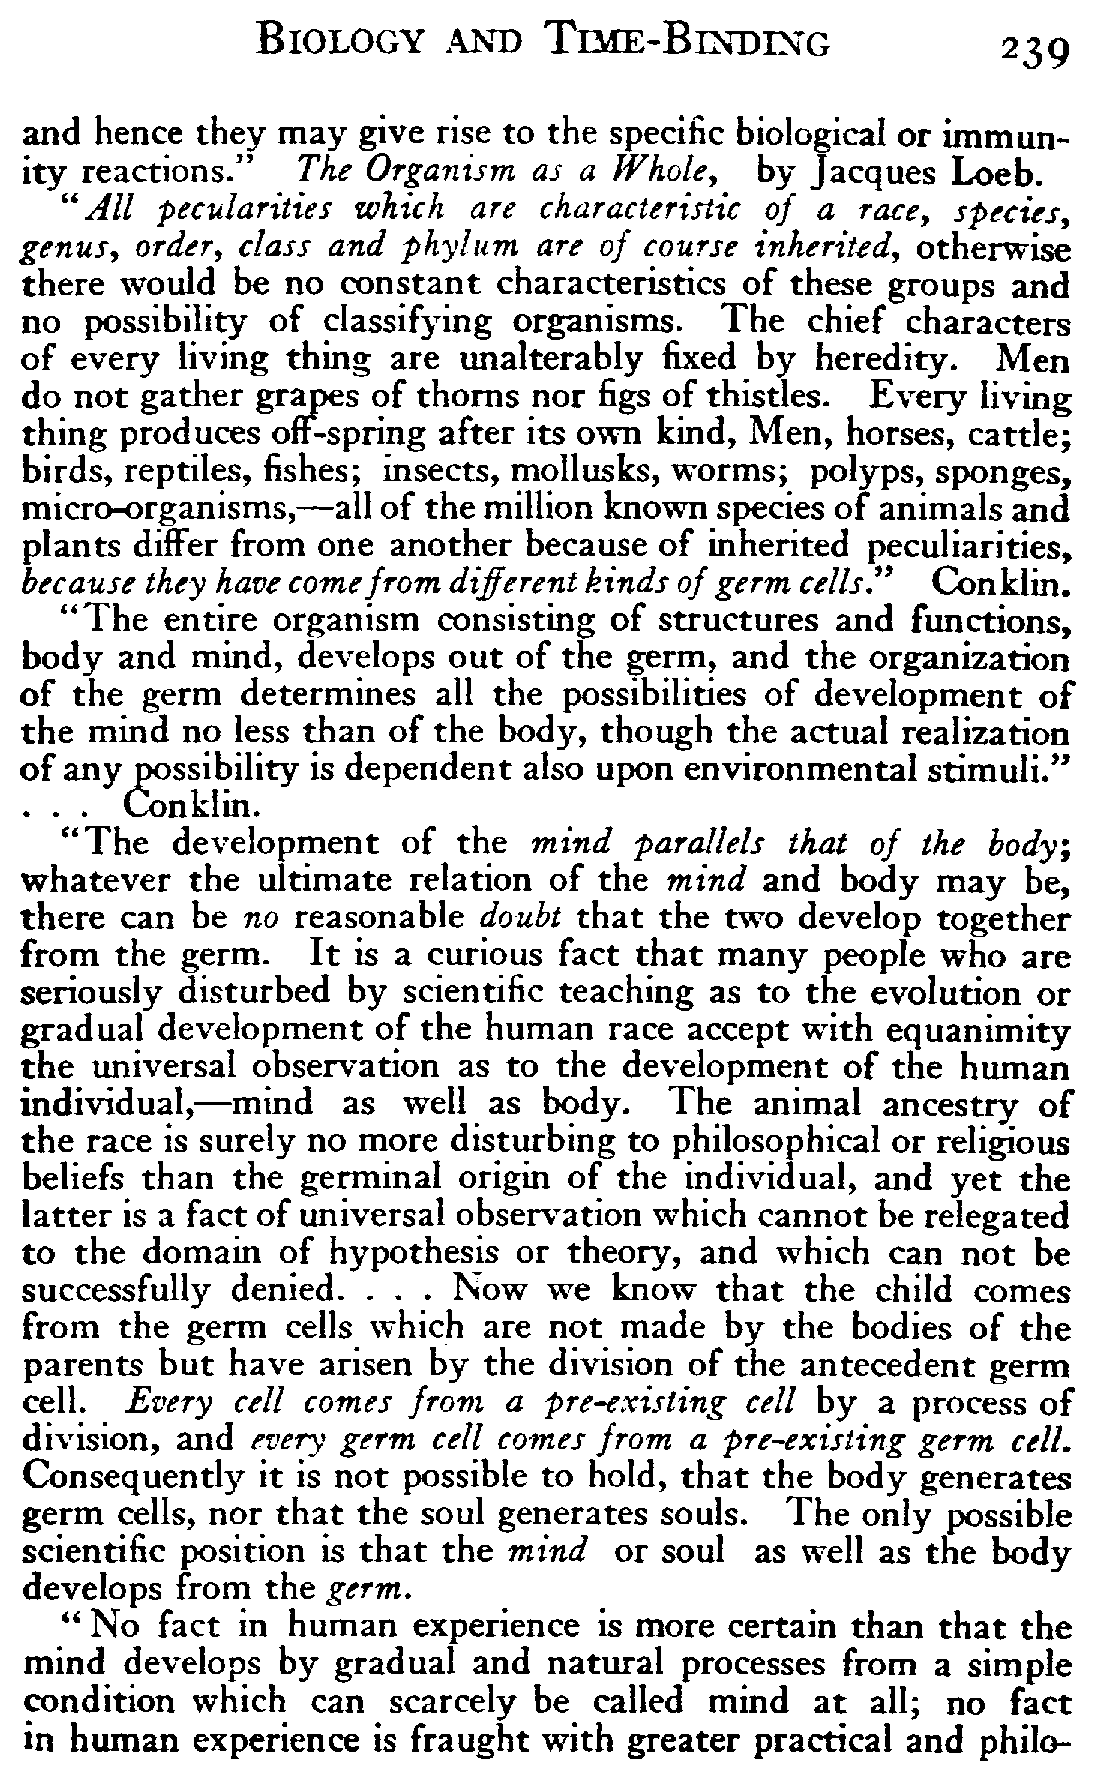 BIOLOGY AND TIME-BINDING 239
and hence they may give rise to the specific biological or immun-
ity reactions." The Organism as a Whole, by Jacques Loeb.
"All pecularities which are characteristic of a race, species,
genus, order, class and phylum are of course inherited, otherwise
there would be no constant characteristics of these groups and
no possibility of classifying organisms. The chief characters
of every living thing are unalterably fixed by heredity. Men
do not gather grapes of thorns nor figs of thistles. Every living
thing produces off-spring after its own kind, Men, horses, cattle;
birds, reptiles, fishes; insects, mollusks, worms; polyps, sponges,
micro-organisms,—all of the million known species of animals and
plants differ from one another because of inherited peculiarities,
because they have come from different kinds of germ cells." Conklin.
"The entire organism consisting of structures and functions,
body and mind, develops out of the germ, and the organization
of the germ determines all the possibilities of development of
the mind no less than of the body, though the actual realization
of any possibility is dependent also upon environmental stimuli."
. . . Conklin.
"The development of the mind parallels that of the body;
whatever the ultimate relation of the mind and body may be,
there can be no reasonable doubt that the two develop together
from the germ. It is a curious fact that many people who are
seriously disturbed by scientific teaching as to the evolution or
gradual development of the human race accept with equanimity
the universal observation as to the development of the human
individual,—mind as well as body. The animal ancestry of
the race is surely no more disturbing to philosophical or religious
beliefs than the germinal origin of the individual, and yet the
latter is a fact of universal observation which cannot be relegated
to the domain of hypothesis or theory, and which can not be
successfully denied. . . . Now we know that the child comes
from the germ cells which are not made by the bodies of the
parents but have arisen by the division of the antecedent germ
cell. Every cell comes from a pre-existing cell by a process of
division, and every germ cell comes from a pre-existing germ cell.
Consequently it is not possible to hold, that the body generates
germ cells, nor that the soul generates souls. The only possible
scientific position is that the mind or soul as well as the body
develops from the germ.
"No fact in human experience is more certain than that the
mind develops by gradual and natural processes from a simple
condition which can scarcely be called mind at all; no fact
in human experience is fraught with greater practical and philo-